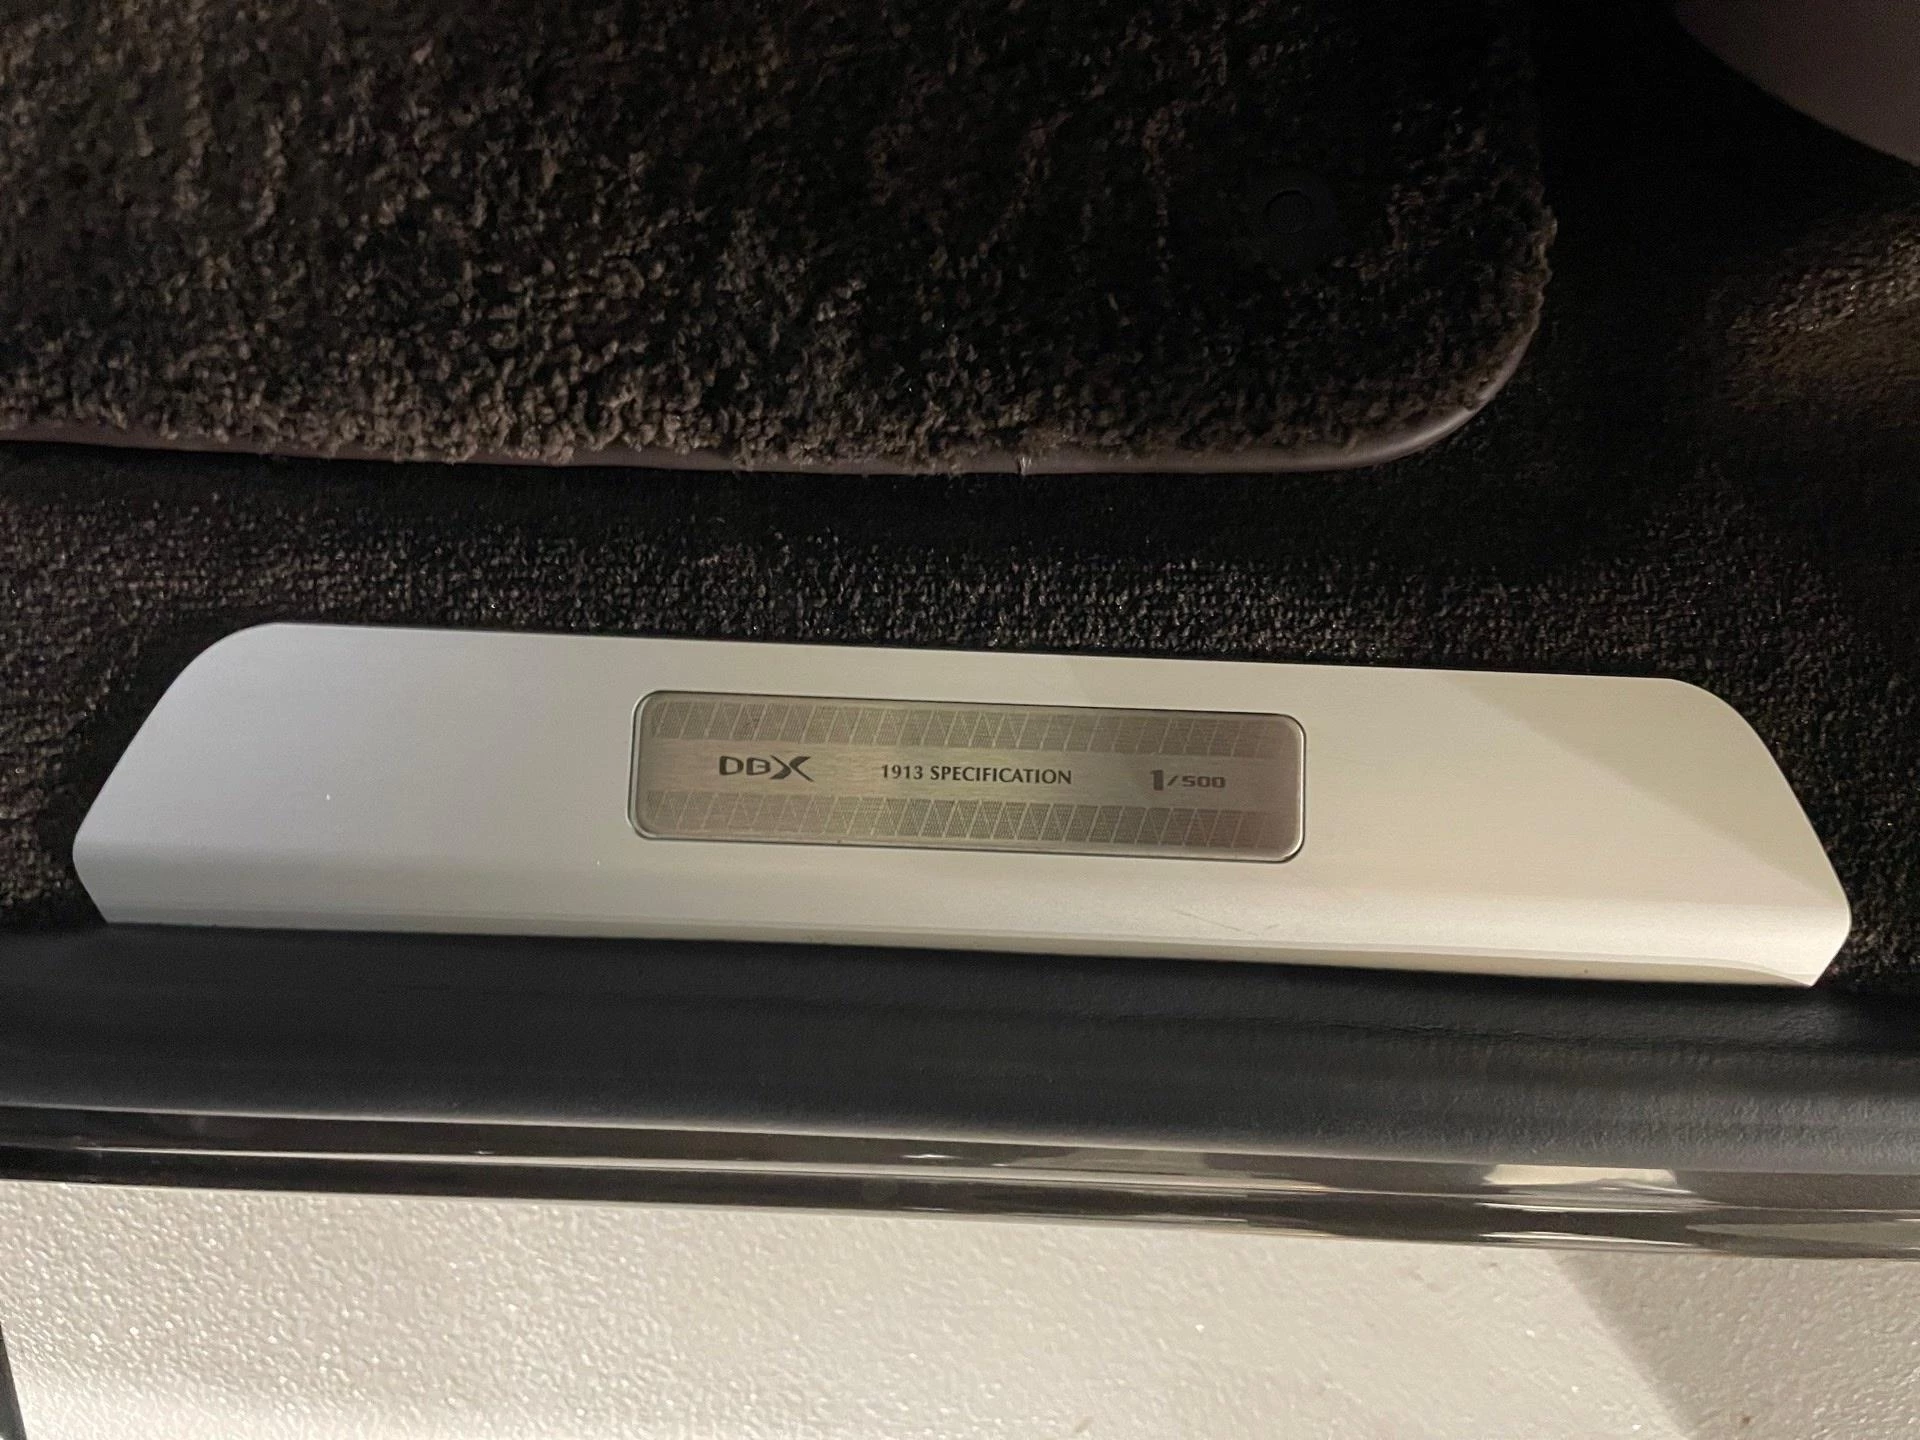 DBX 1913 SPECIFICATION 1/500